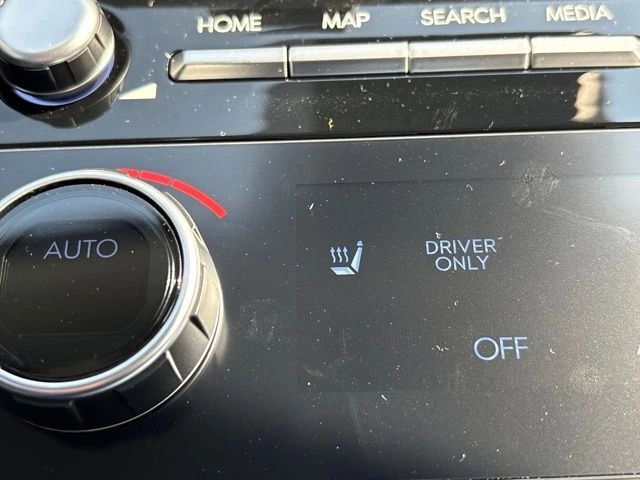 HOME MAP SEARCH MEDIA
AUTO
DRIVER
ONLY
OFF